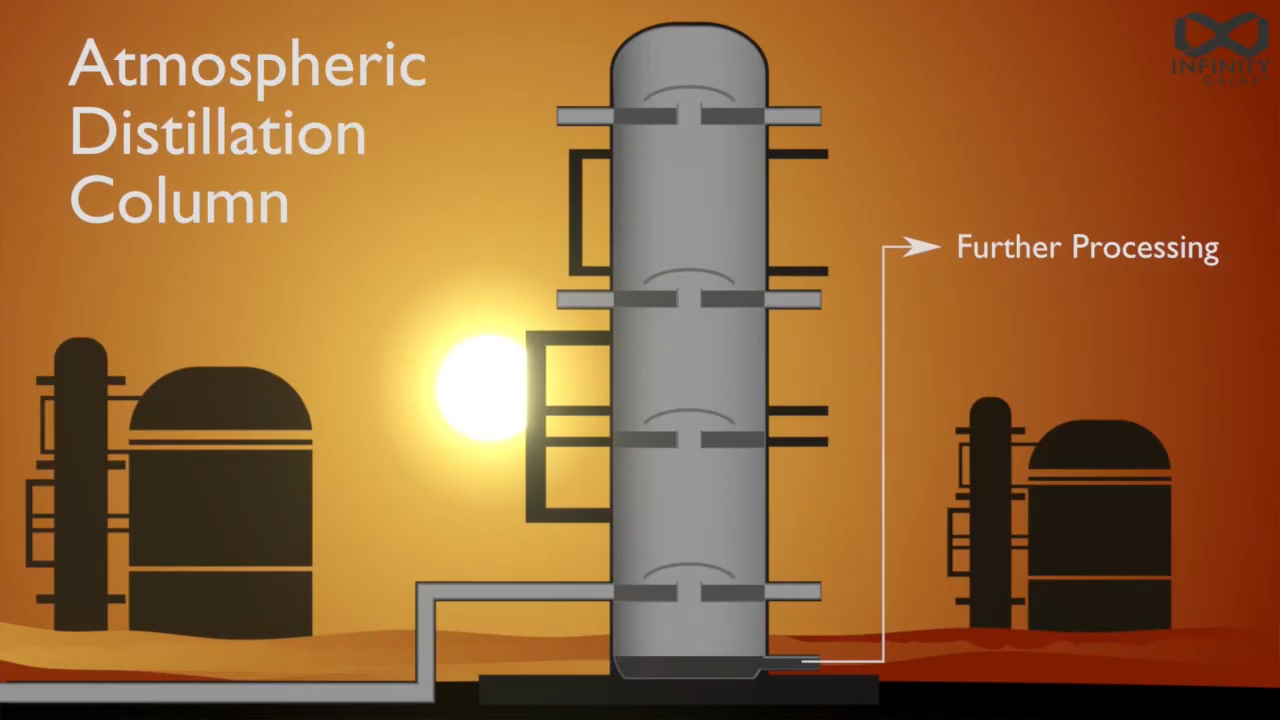 Atmospheric
Distillation
Column
INFINITY
Further Processing